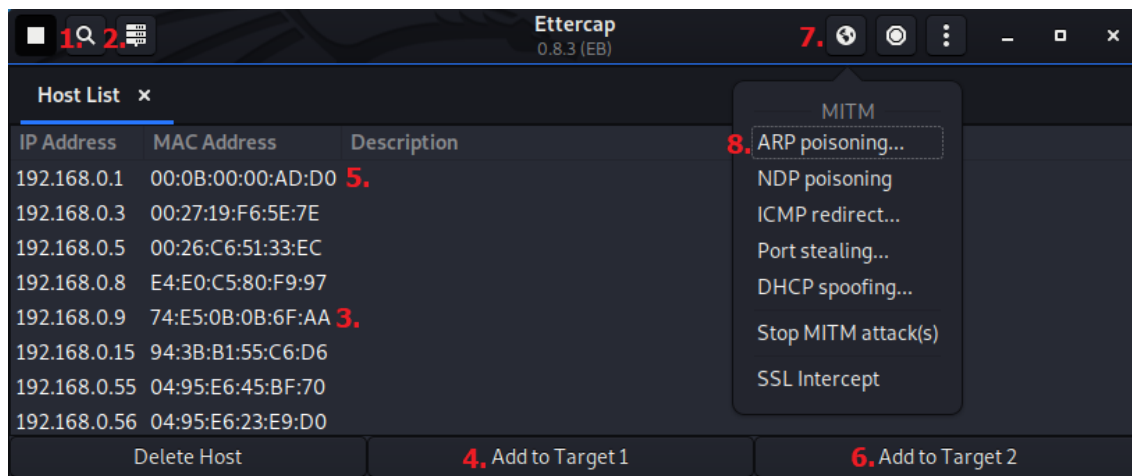 1. 2. Ettercap 7.
0.8.3 (EB)
Host List ×
MITM
IP Address MAC Address Description
8. ARP poisoning...
192.168.0.1 00:0B:00:00:AD:D0 5.
NDP poisoning
192.168.0.3 00:27:19:F6:5E:7E
ICMP redirect...
192.168.0.5 00:26:C6:51:33:EC
Port stealing...
192.168.0.8 E4:E0:C5:80:F9:97
DHCP spoofing...
192.168.0.9 74:E5:0B:0B:6F:AA 3.
Stop MITM attack(s)
192.168.0.15 94:3B:B1:55:C6:D6
SSL Intercept
192.168.0.55 04:95:E6:45:BF:70
192.168.0.56 04:95:E6:23:E9:D0
Delete Host 4. Add to Target 1 6. Add to Target 2